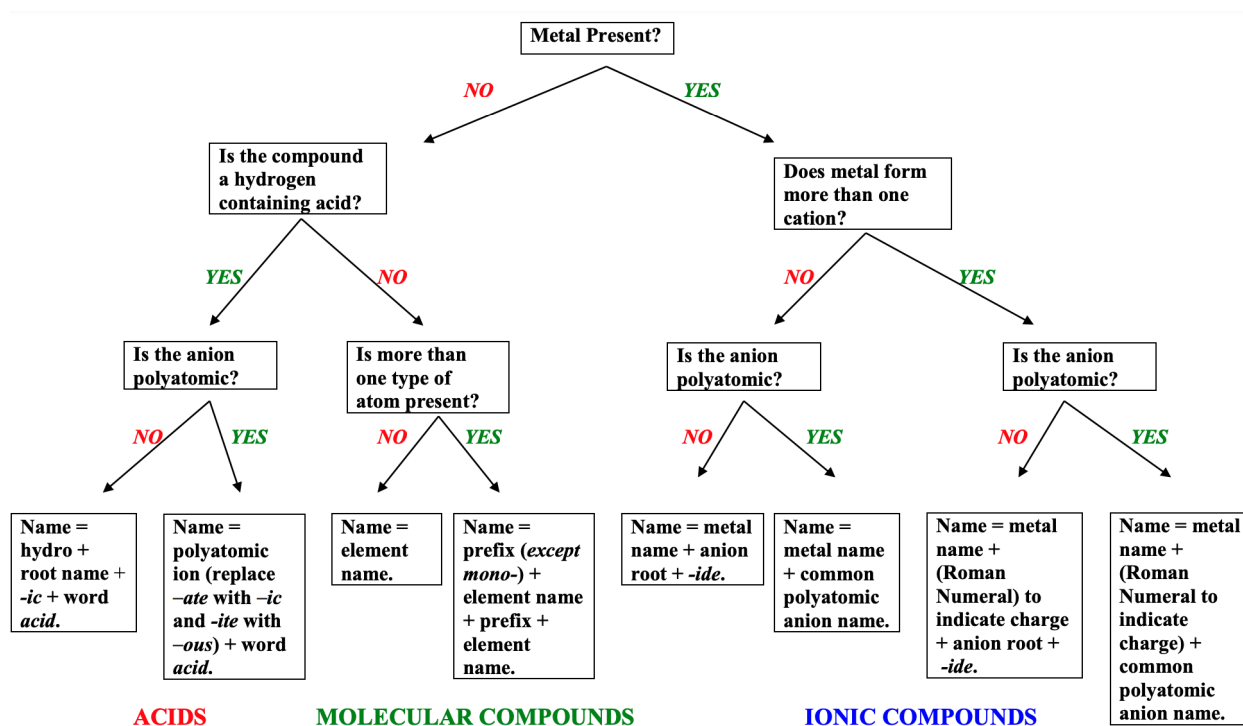 Metal Present?
NO
YES
Is the compound
a hydrogen
containing acid?
Does metal form
more than one
cation?
YES
NO
NO
YES
Is the anion
polyatomic?
Is more than
one type of
atom present?
Is the anion
polyatomic?
Is the anion
polyatomic?
NO
YES
NO
YES
NO
YES
NO
YES
Name =
hydro +
root name +
-ic + word
acid.
Name =
polyatomic
ion (replace
–ate with –ic
and -ite with
–ous) + word
acid.
Name =
element
name.
Name =
prefix (except
mono-) +
element name
+ prefix +
element
name.
Name = metal
name + anion
root + -ide.
Name =
metal name
+ common
polyatomic
anion name.
Name = metal
name +
(Roman
Numeral) to
indicate charge
+ anion root +
-ide.
Name = metal
name +
(Roman
Numeral to
indicate
charge) +
common
polyatomic
anion name.
ACIDS
MOLECULAR COMPOUNDS
IONIC COMPOUNDS